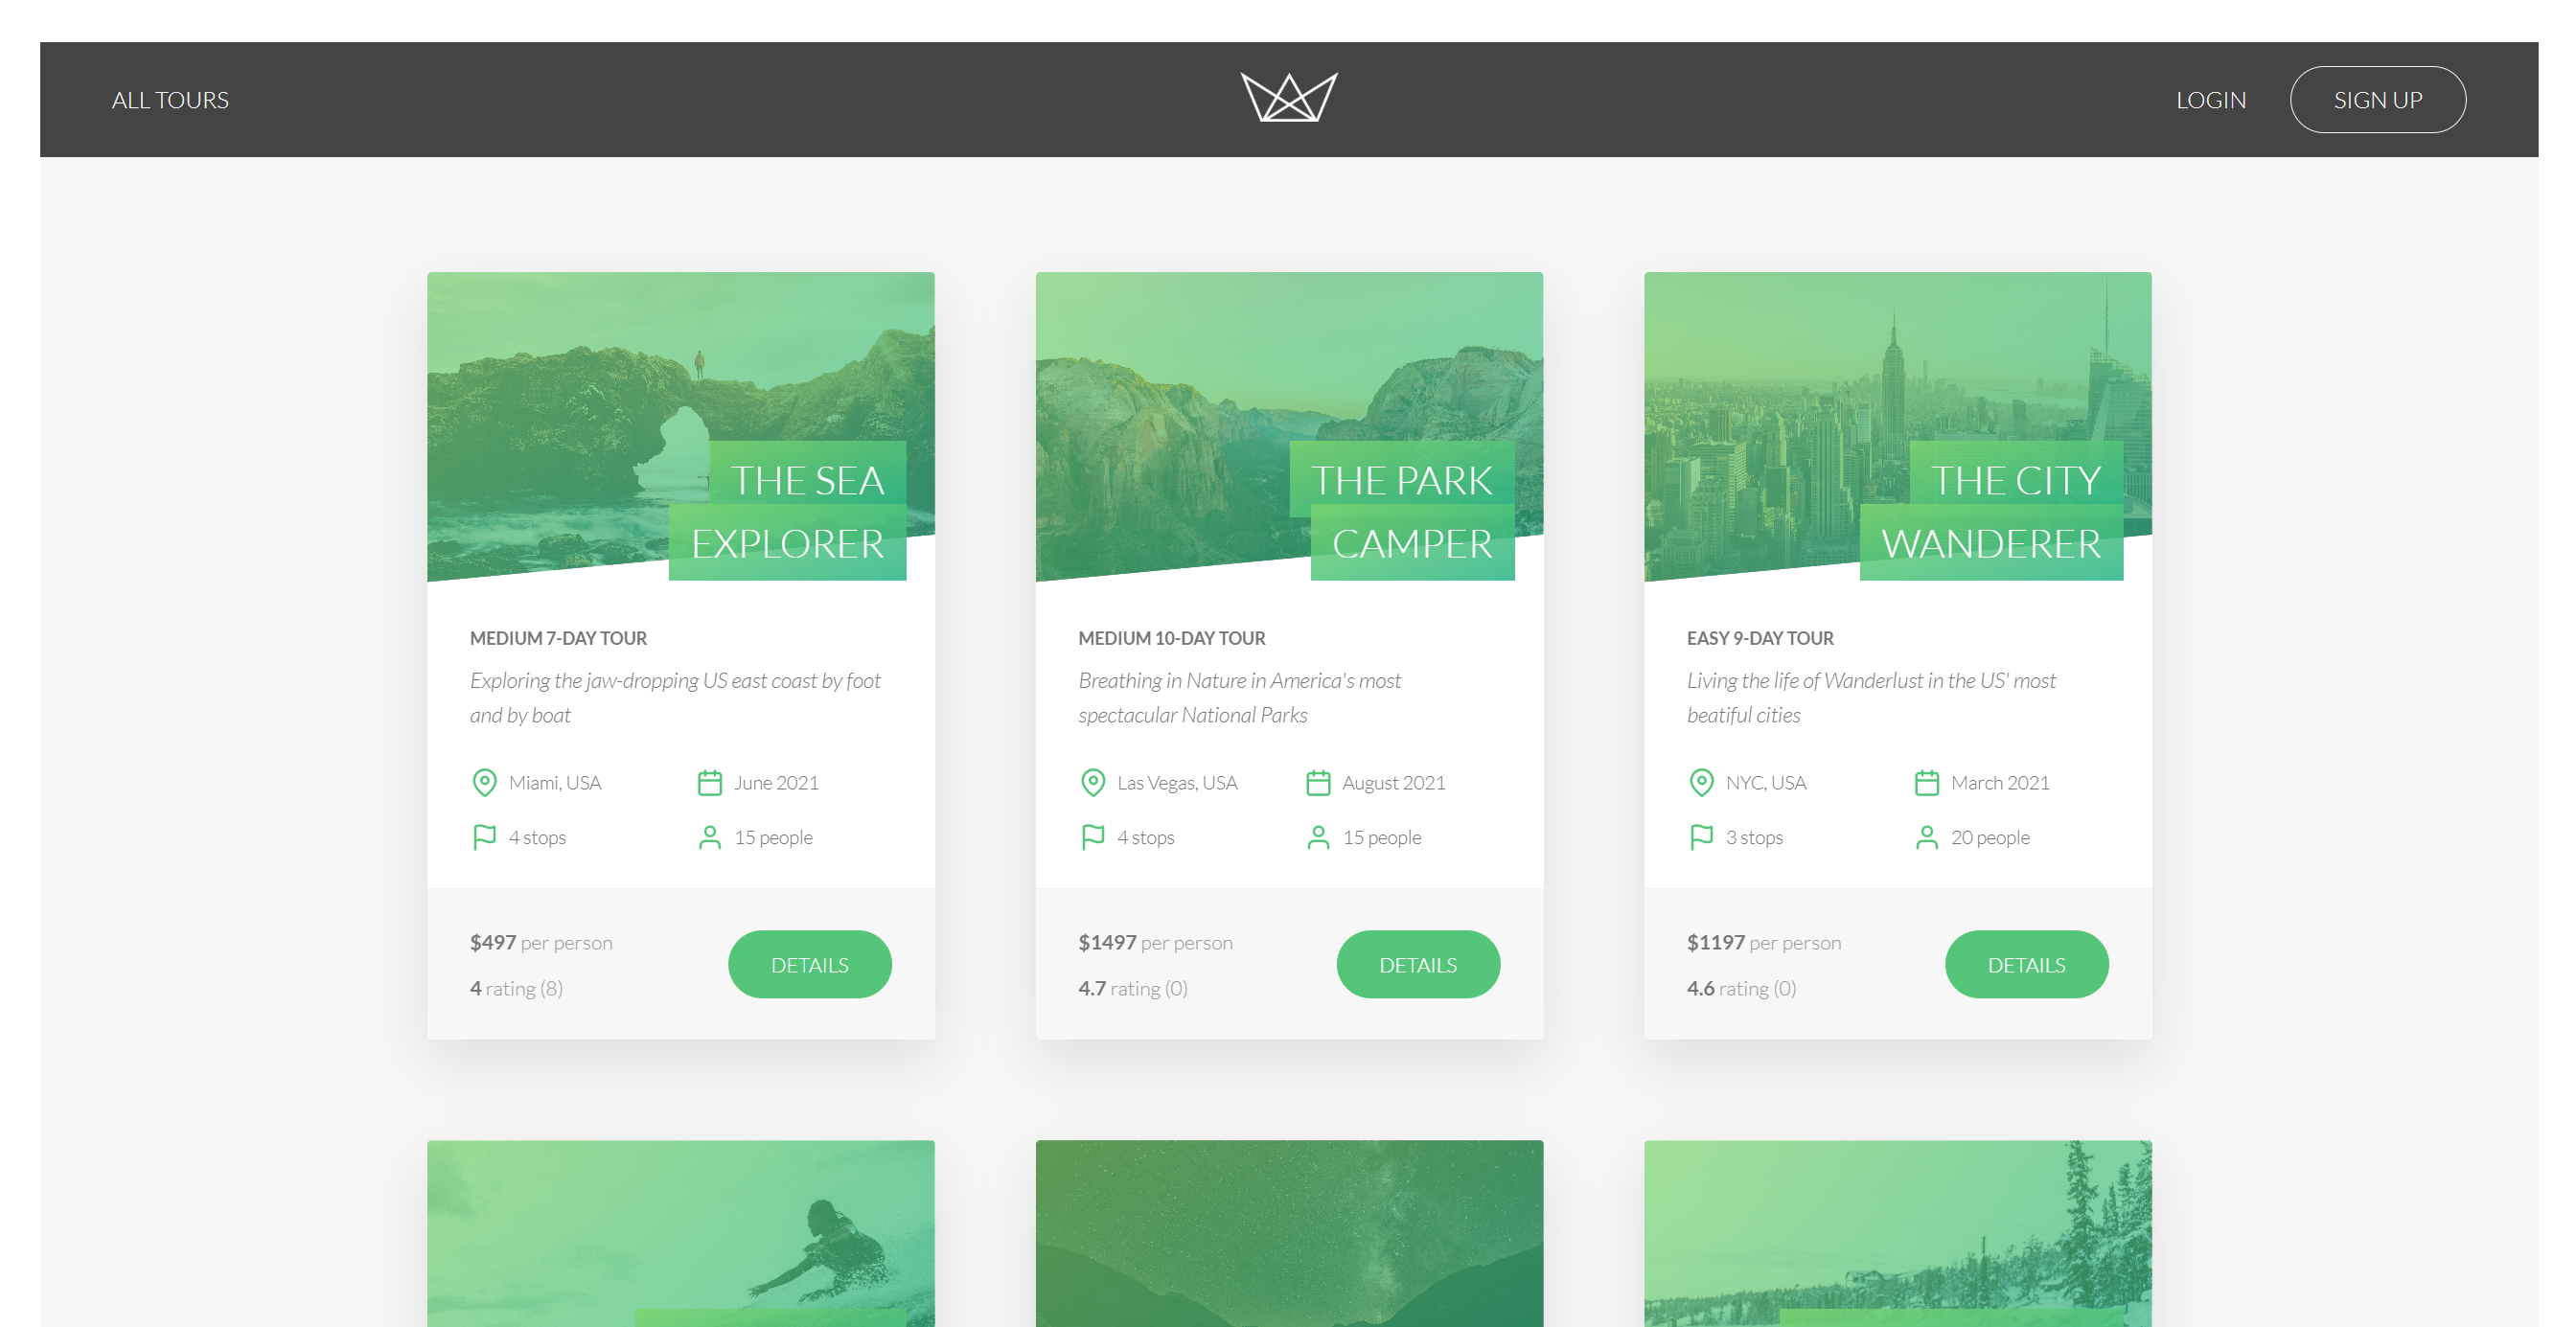 ALL TOURS
LOGIN
SIGN UP
THE SEA
EXPLORER
MEDIUM 7-DAY TOUR
Exploring the jaw-dropping US east coast by foot
and by boat
Miami, USA
June 2021
4 stops
15 people
$497 per person
4 rating (8)
DETAILS
THE PARK
CAMPER
MEDIUM 10-DAY TOUR
Breathing in Nature in America's most
spectacular National Parks
Las Vegas, USA
August 2021
4 stops
15 people
$1497 per person
4.7 rating (0)
DETAILS
THE CITY
WANDERER
EASY 9-DAY TOUR
Living the life of Wanderlust in the US' most
beatiful cities
NYC, USA
March 2021
3 stops
20 people
$1197 per person
4.6 rating (0)
DETAILS